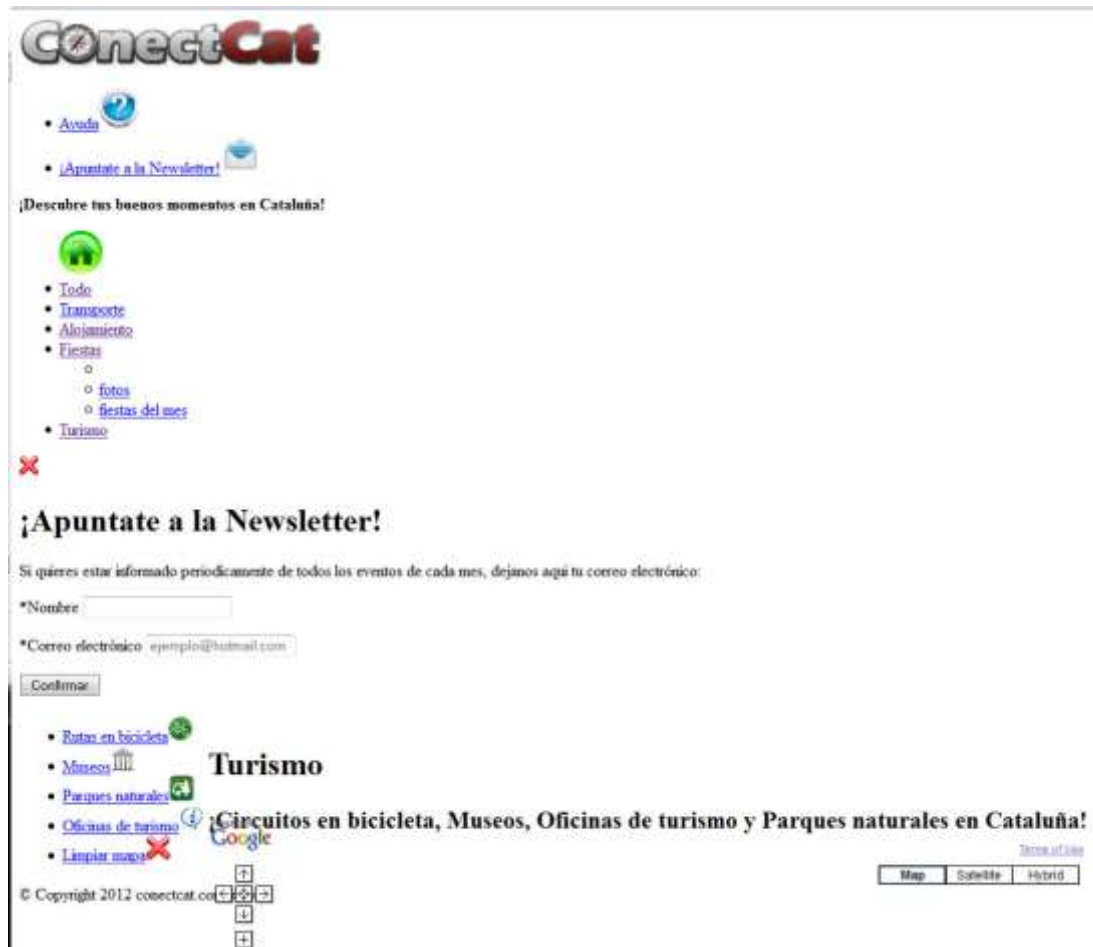 ConectCat
Ayuda
¡Apuntate a la Newsletter!
¡Descubre tus buenos momentos en Cataluña!
Todo
Transporte
Alojamiento
Fiestas
fotos
fiestas del mes
Turismo
¡Apuntate a la Newsletter!
Si quieres estar informado periodicamente de todos los eventos de cada mes, dejanos aqui tu correo electrónico:
*Nombre
*Correo electrónico ejemplo@hotmail.com
Confirmar
Rutas en bicicleta
Museos
Parques naturales
Oficinas de turismo
Limpiar mapa
Turismo
¡Circuitos en bicicleta, Museos, Oficinas de turismo y Parques naturales en Cataluña!
Google
Terms of Use
Map Satellite Hybrid
© Copyright 2012 conectcat.co